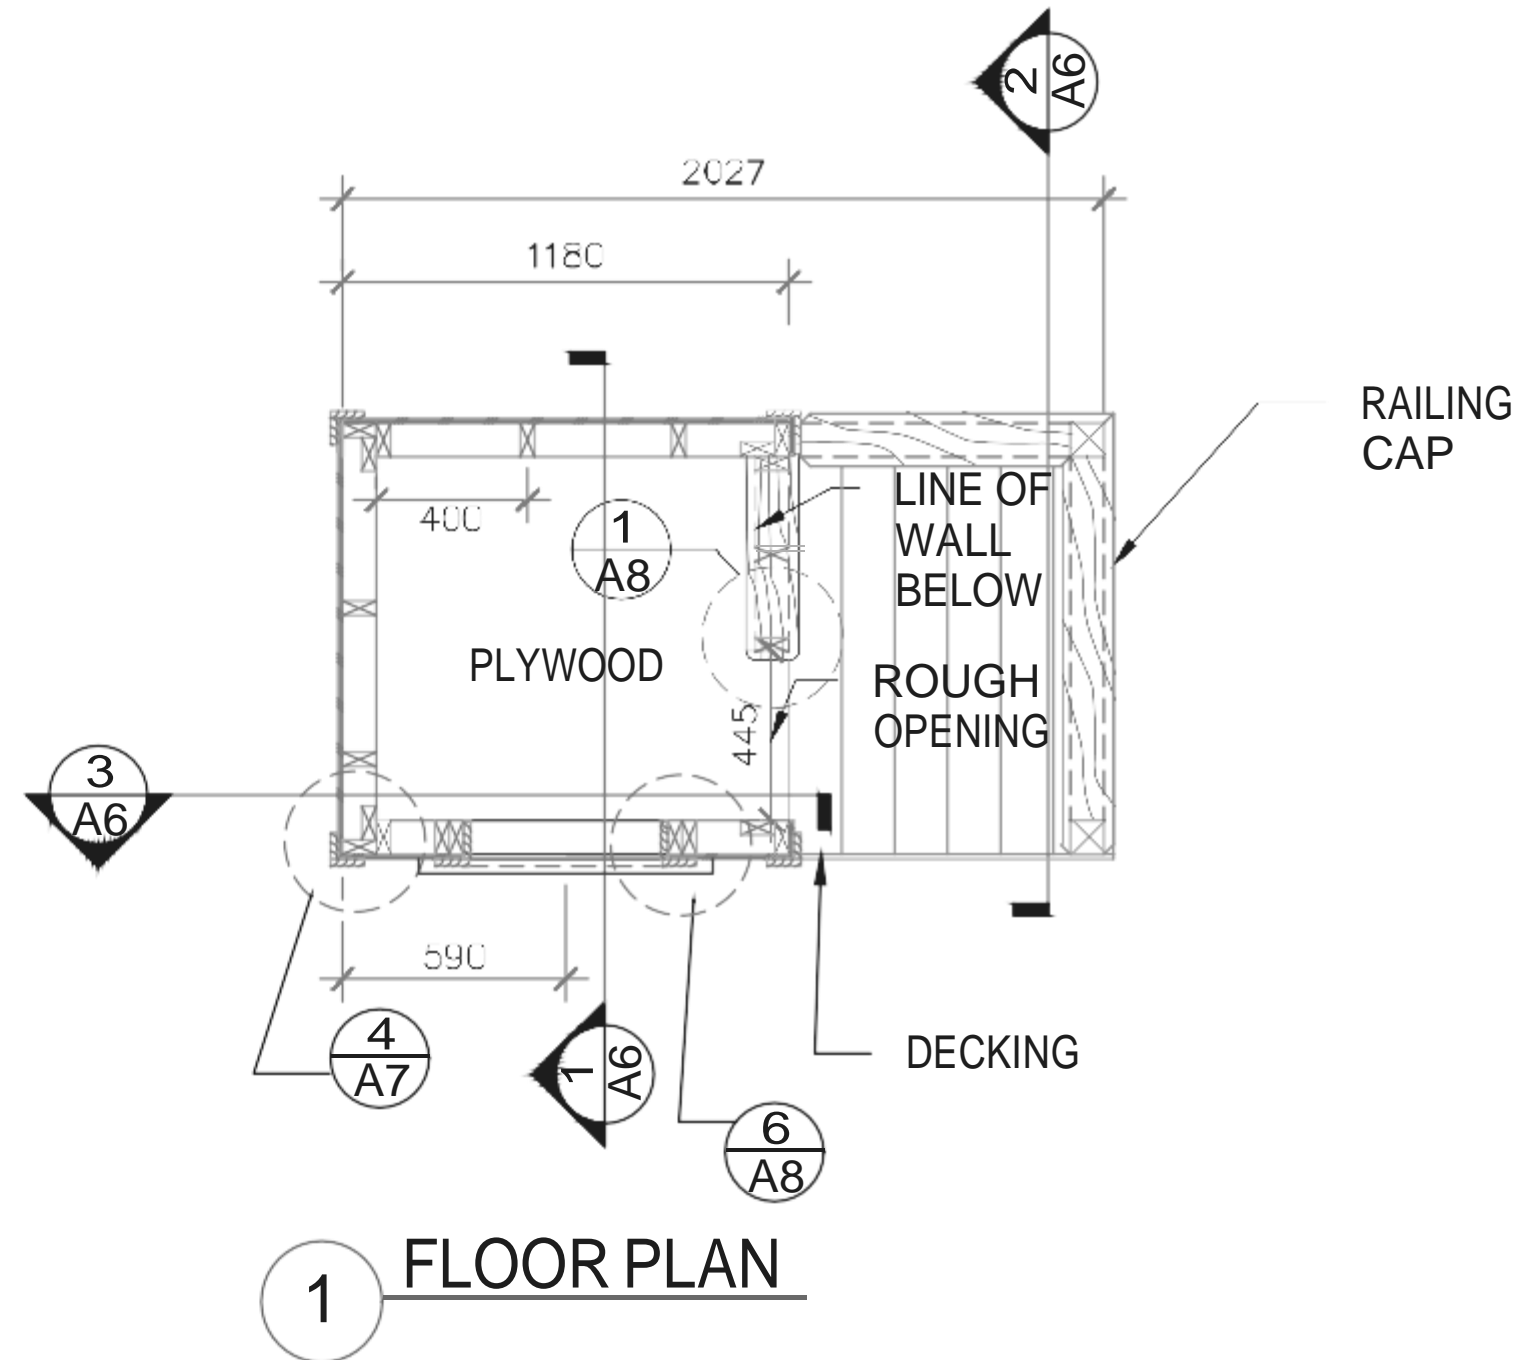 2
A6
2027
1180
RAILING
CAP
400
1
A8
LINE OF
WALL
BELOW
PLYWOOD
ROUGH
OPENING
445
3
A6
590
4
A7
1
A6
DECKING
6
A8
1
FLOOR PLAN